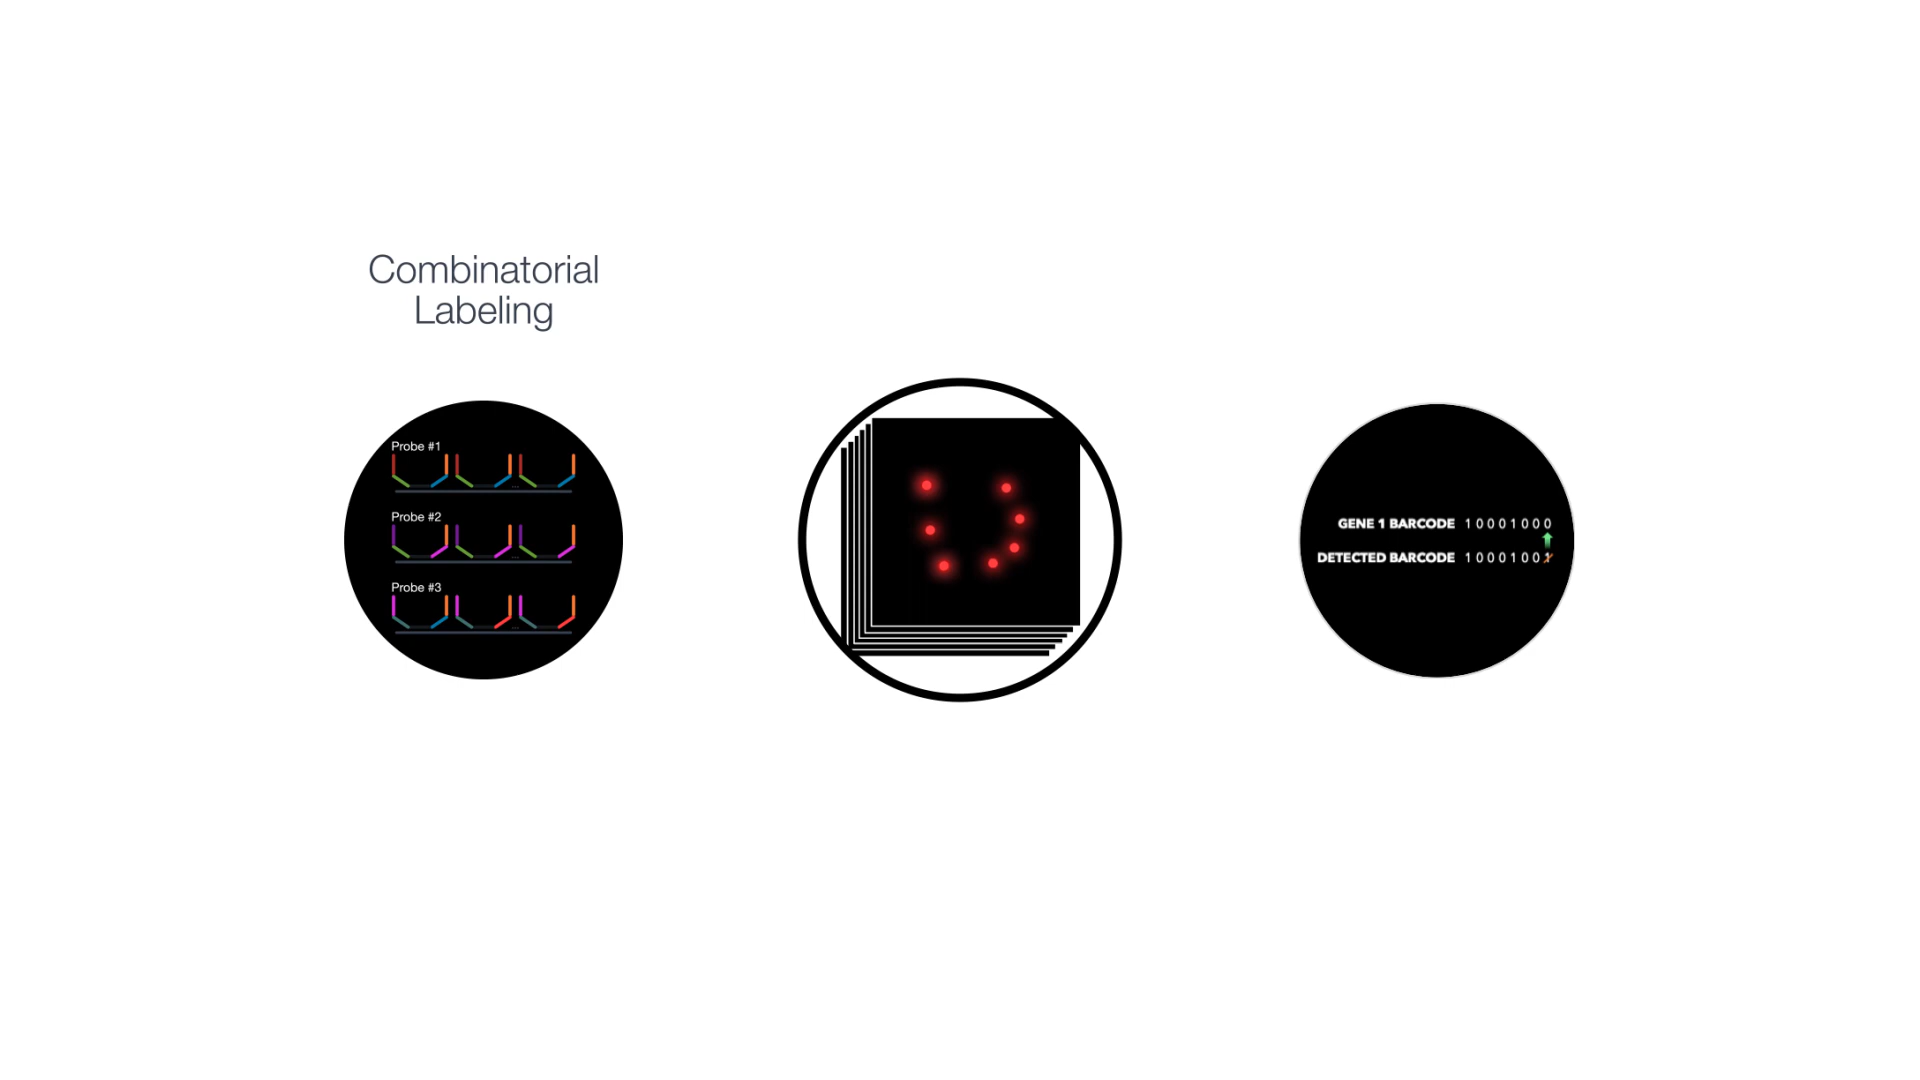 Combinatorial
Labeling
Probe #1
Probe #2
Probe #3
GENE 1 BARCODE 1 0 0 0 1 0 0 0
DETECTED BARCODE 1 0 0 0 1 0 0 1